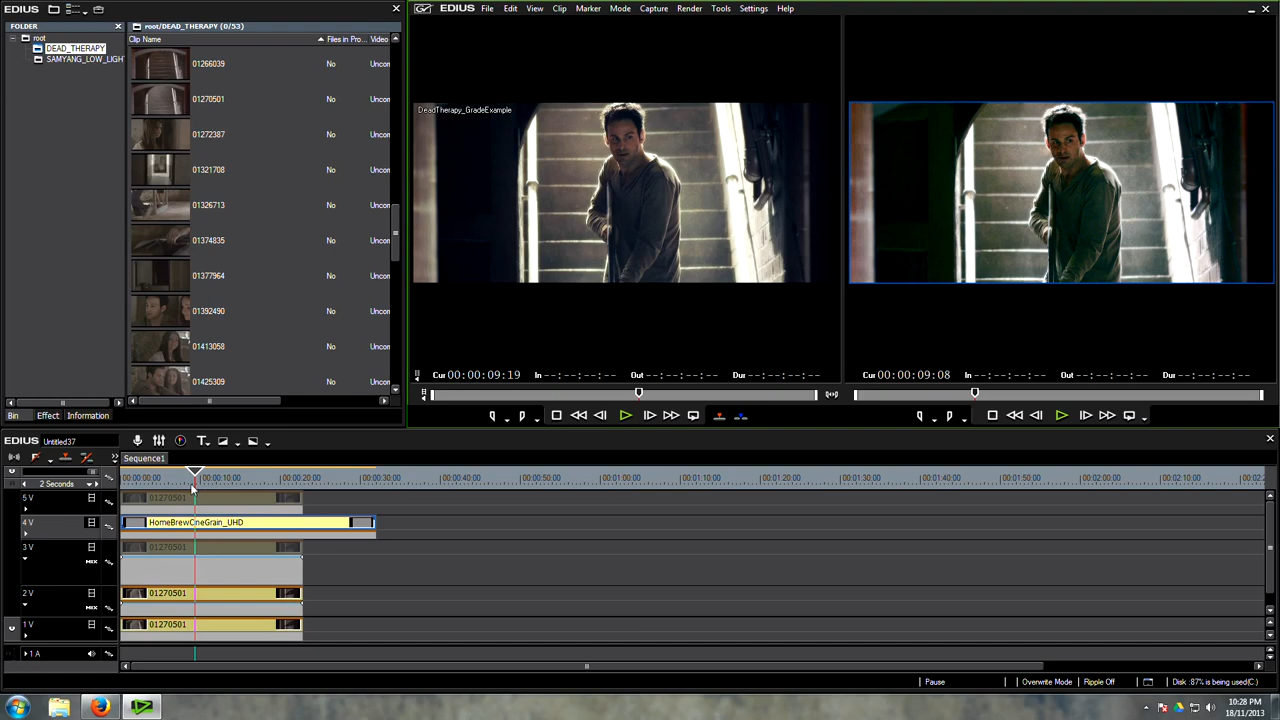 EDIUS
FOLDER
root
DEAD_THERAPY
SAMYANG_LOW_LIGH
Bin Effect Information
root/DEAD_THERAPY (0/53)
Clip Name Files in Pro... Video
01266039 No Uncon
01270501 No Uncon
01272387 No Uncon
01321708 No Uncon
01326713 No Uncon
01374835 No Uncon
01377964 No Uncon
01392490 No Uncon
01413058 No Uncon
01425309 No Uncon
EDIUS File Edit View Clip Marker Mode Capture Render Tools Settings Help
DeadTherapy_GradeExample
Cur 00:00:09:19 In --:--:--:-- Out --:--:--:-- Dur --:--:--:--
Cur 00:00:09:08 In --:--:--:-- Out --:--:--:-- Dur --:--:--:--
EDIUS Untitled37
Sequence1
2 Seconds
00:00:00;00 00:00:10;00 00:00:20;00 00:00:30;00 00:00:50;00 00:01:00;00 00:01:10;00 00:01:20;00 00:01:30;00 00:01:40;00 00:01:50;00 00:02:00;00 00:02:10;00 00:02:2
5 V 01270501
4 V HomeBrewCineGrain_UHD
3 V 01270501
MIX
2 V 01270501
MIX
1 V 01270501
1 A
Pause Overwrite Mode Ripple Off Disk :87% is being used(C:)
10:28 PM
18/11/2013